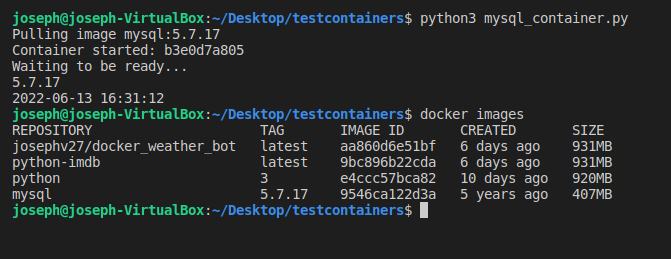 joseph@joseph-VirtualBox:~/Desktop/testcontainers$ python3 mysql_container.py
Pulling image mysql:5.7.17
Container started: b3e0d7a805
Waiting to be ready...
5.7.17
2022-06-13 16:31:12
joseph@joseph-VirtualBox:~/Desktop/testcontainers$ docker images
REPOSITORY TAG IMAGE ID CREATED SIZE
josephv27/docker_weather_bot latest aa860d6e51bf 6 days ago 931MB
python-imdb latest 9bc896b22cda 6 days ago 931MB
python 3 e4ccc57bca82 10 days ago 920MB
mysql 5.7.17 9546ca122d3a 5 years ago 407MB
joseph@joseph-VirtualBox:~/Desktop/testcontainers$